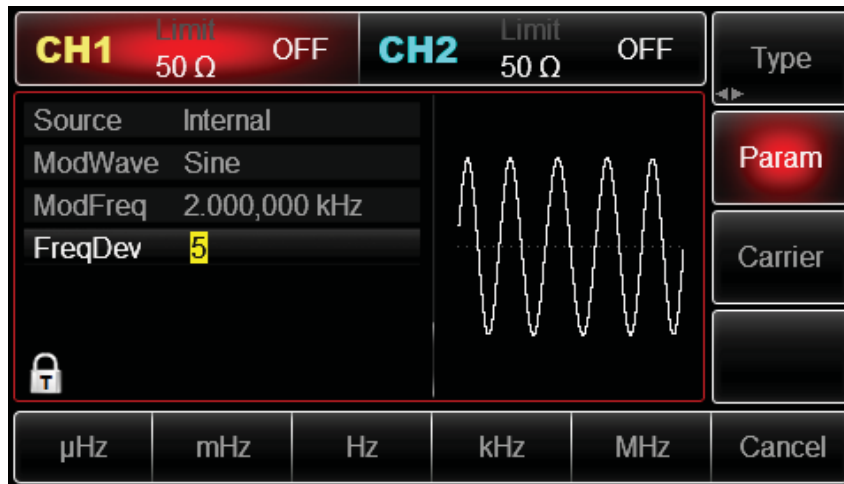 CH1 Limit 50 Ω OFF CH2 Limit 50 Ω OFF Type
Source Internal
ModWave Sine
ModFreq 2.000,000 kHz
FreqDev 5
Param
Carrier
T
µHz mHz Hz kHz MHz Cancel